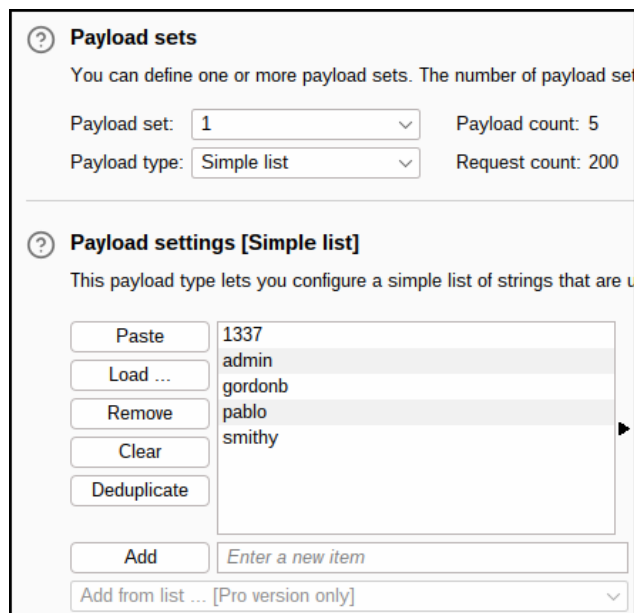 Payload sets
You can define one or more payload sets. The number of payload set
Payload set: 1 Payload count: 5
Payload type: Simple list Request count: 200
Payload settings [Simple list]
This payload type lets you configure a simple list of strings that are u
Paste
Load ...
Remove
Clear
Deduplicate
1337
admin
gordonb
pablo
smithy
Add Enter a new item
Add from list ... [Pro version only]